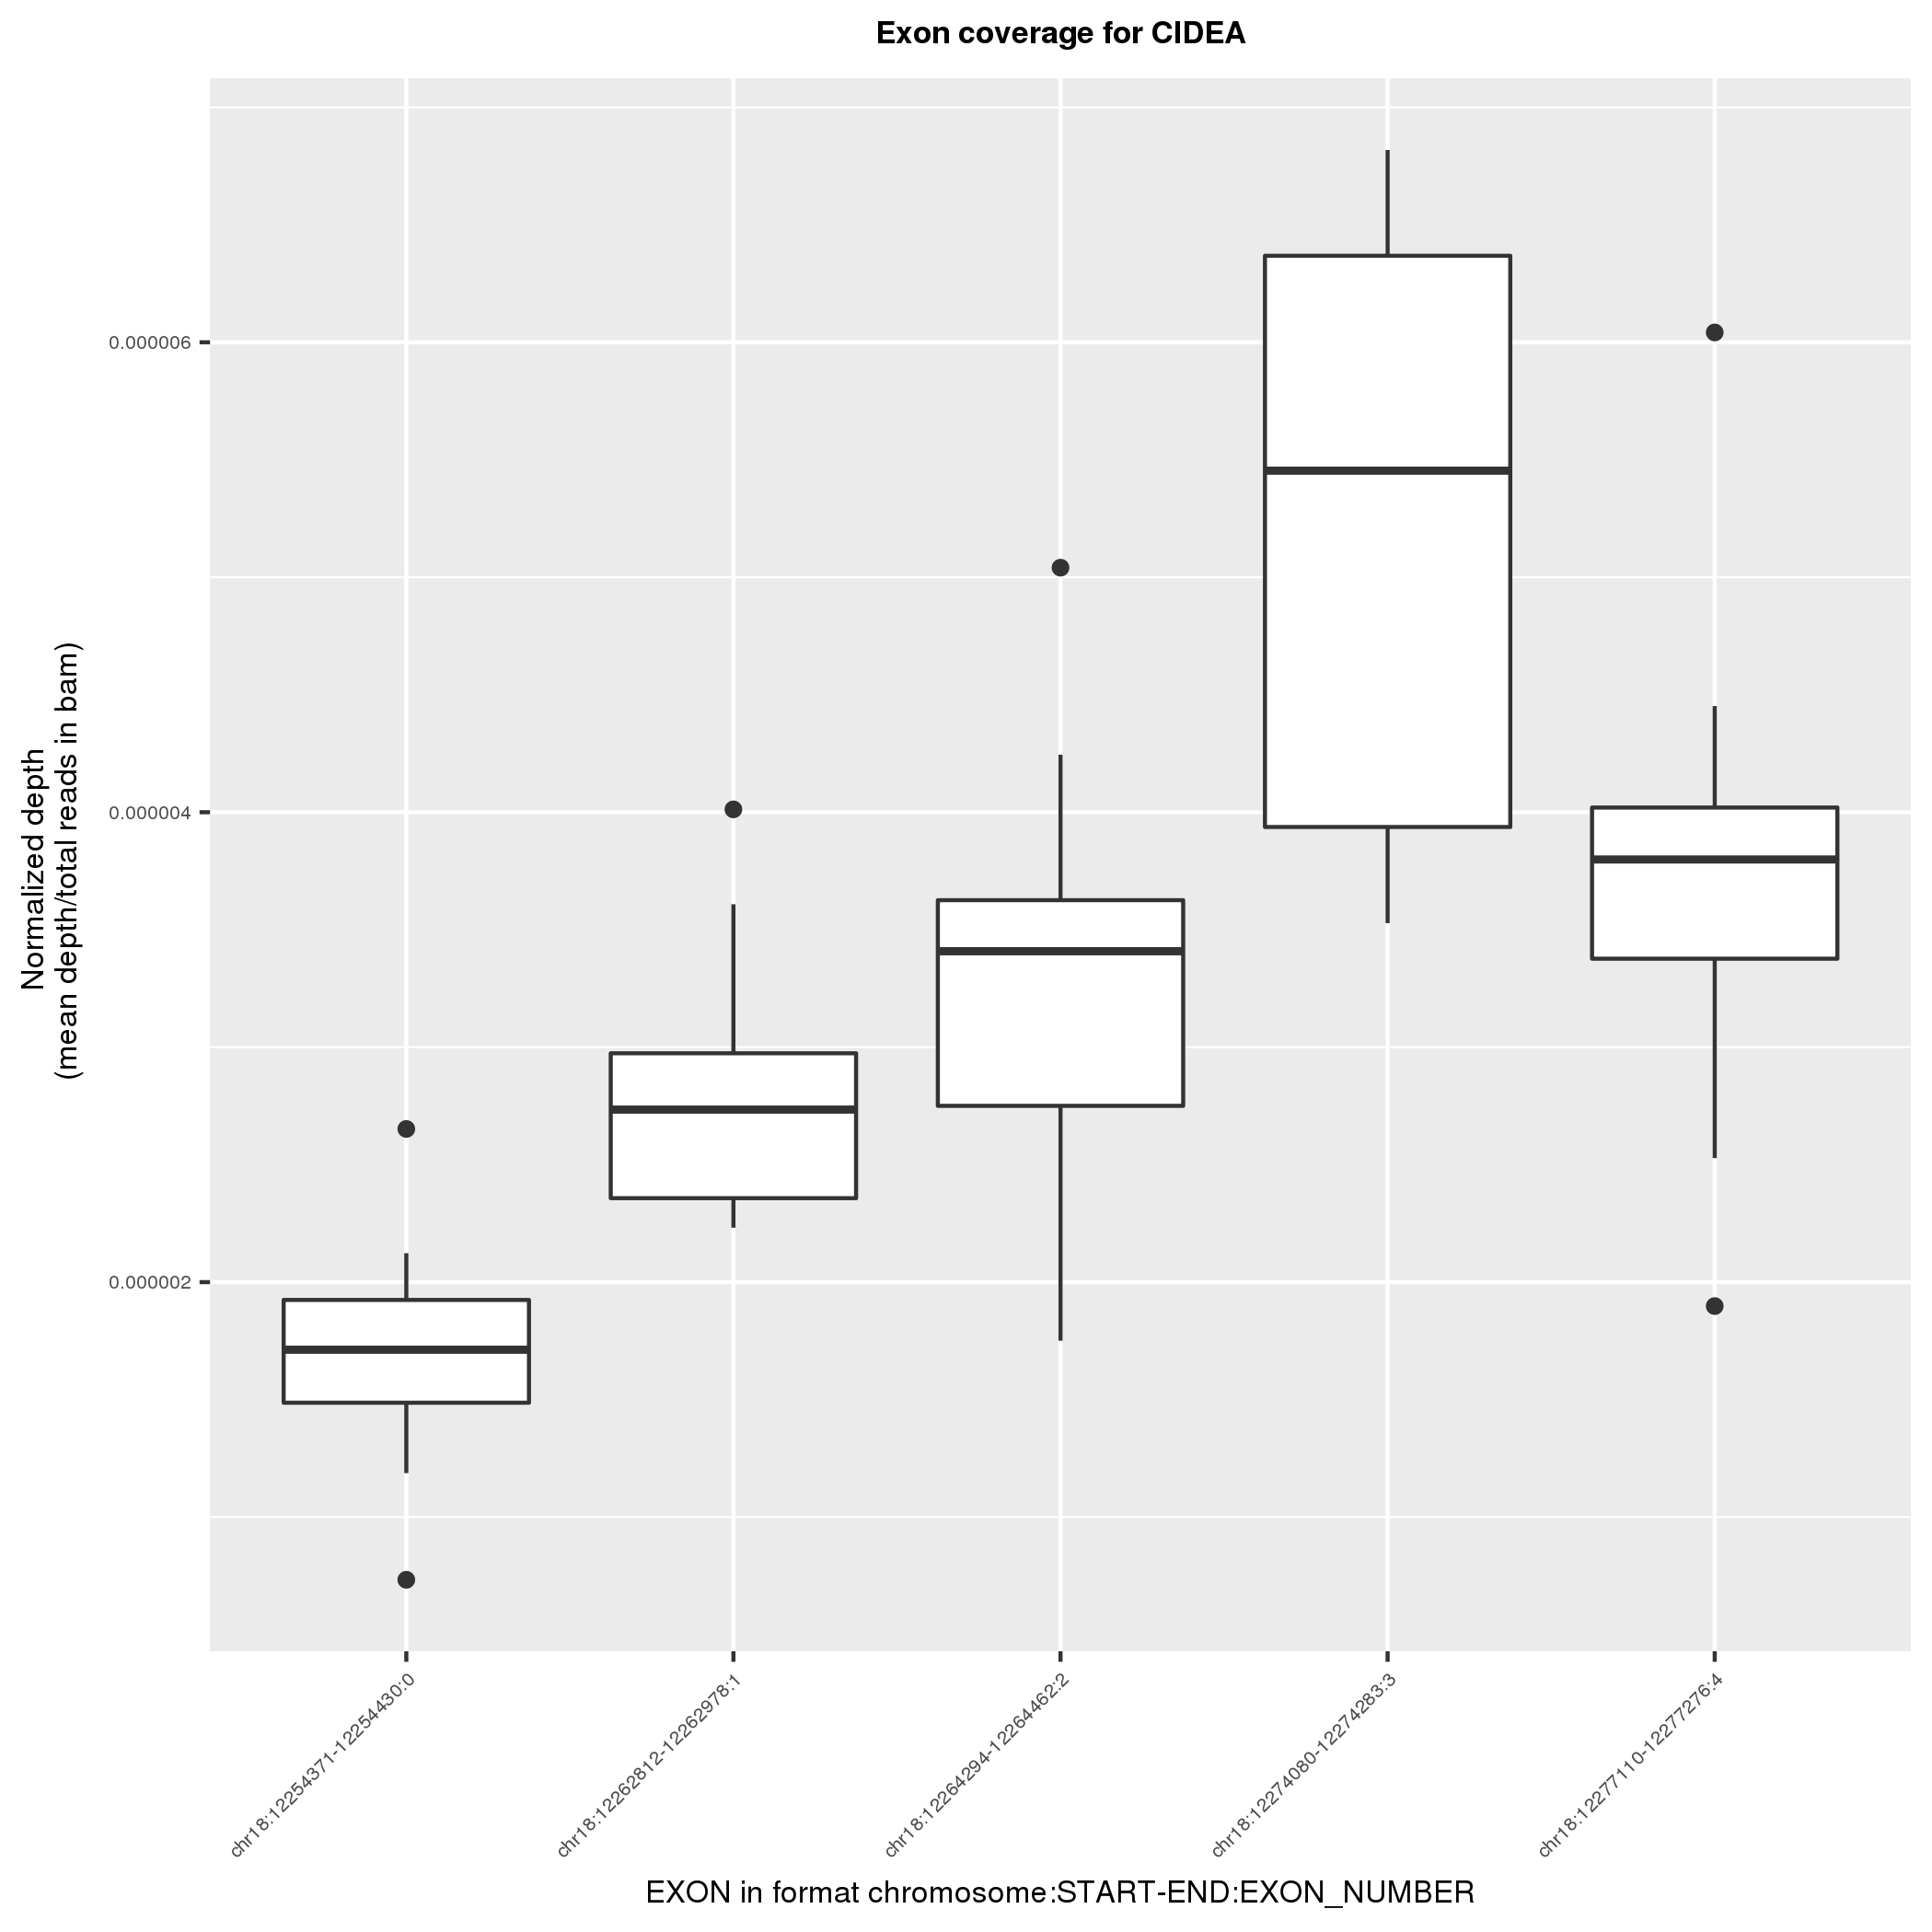 Exon coverage for CIDEA
Normalized depth
(mean depth/total reads in bam)
0.000006
0.000004
0.000002
chr18:12254371-12254430:0
chr18:12262812-12262978:1
chr18:12264294-12264462:2
chr18:12274080-12274283:3
chr18:12277110-12277276:4
EXON in format chromosome:START-END:EXON_NUMBER